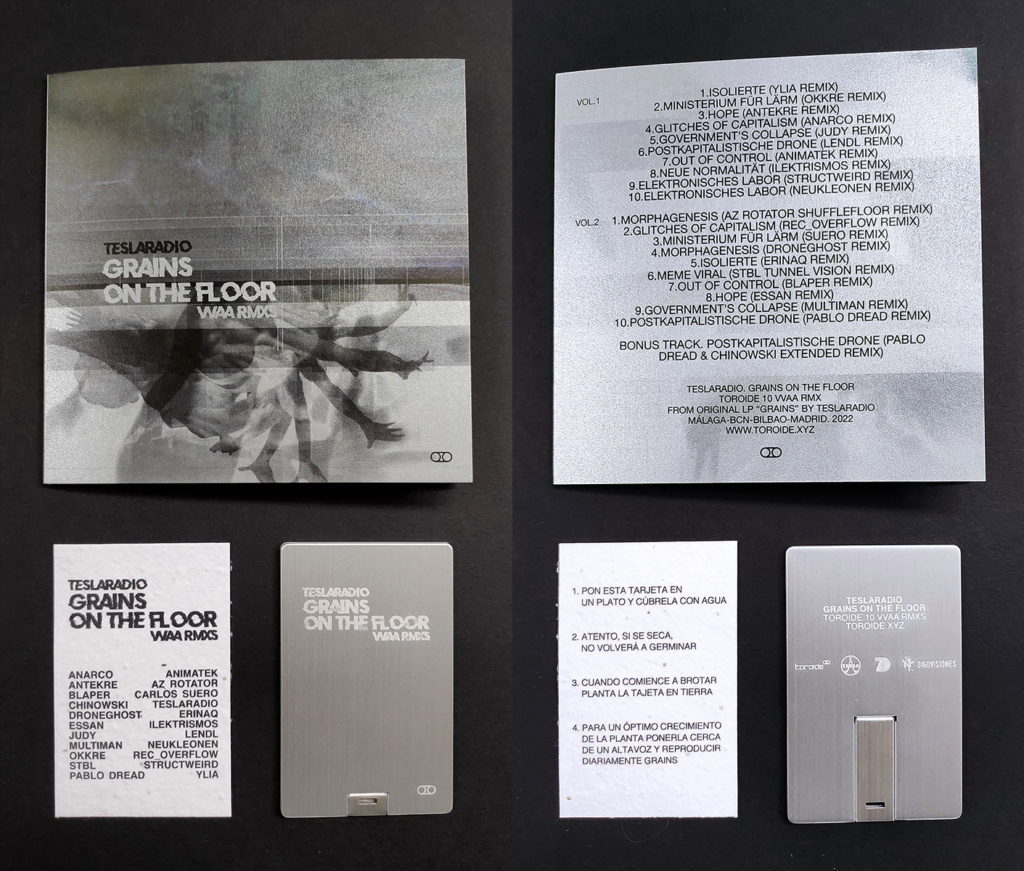 TESLARADIO
GRAINS
ON THE FLOOR
VVAA RMXS
VOL.1
1.ISOLIERTE (YLIA REMIX)
2.MINISTERIUM FÜR LÄRM (OKKRE REMIX)
3.HOPE (ANTEKRE REMIX)
4.GLITCHES OF CAPITALISM (ANARCO REMIX)
5.GOVERNMENT'S COLLAPSE (JUDY REMIX)
6.POSTKAPITALISTISCHE DRONE (LENDL REMIX)
7.OUT OF CONTROL (ANIMATEK REMIX)
8.NEUE NORMALITÄT (ILEKTRISMOS REMIX)
9.ELEKTRONISCHES LABOR (STRUCTWEIRD REMIX)
10.ELEKTRONISCHES LABOR (NEUKLEONEN REMIX)
VOL.2
1.MORPHAGENESIS (AZ ROTATOR SHUFFLEFLOOR REMIX)
2.GLITCHES OF CAPITALISM (REC_OVERFLOW REMIX)
3.MINISTERIUM FÜR LÄRM (SUERO REMIX)
4.MORPHAGENESIS (DRONEGHOST REMIX)
5.ISOLIERTE (ERINAQ REMIX)
6.MEME VIRAL (STBL TUNNEL VISION REMIX)
7.OUT OF CONTROL (BLAPER REMIX)
8.HOPE (ESSAN REMIX)
9.GOVERNMENT'S COLLAPSE (MULTIMAN REMIX)
10.POSTKAPITALISTISCHE DRONE (PABLO DREAD REMIX)
BONUS TRACK. POSTKAPITALISTISCHE DRONE (PABLO
DREAD & CHINOWSKI EXTENDED REMIX)
TESLARADIO. GRAINS ON THE FLOOR
TOROIDE 10 VVAA RMX
FROM ORIGINAL LP "GRAINS" BY TESLARADIO
MÁLAGA-BCN-BILBAO-MADRID. 2022
WWW.TOROIDE.XYZ
TESLARADIO
GRAINS
ON THE FLOOR
VVAA RMXS
ANARCO ANIMATEK
ANTEKRE AZ ROTATOR
BLAPER CARLOS SUERO
CHINOWSKI TESLARADIO
DRONEGHOST ERINAQ
ESSAN ILEKTRISMOS
JUDY LENDL
MULTIMAN NEUKLEONEN
OKKRE REC_OVERFLOW
STBL STRUCTWEIRD
PABLO DREAD YLIA
TESLARADIO
GRAINS
ON THE FLOOR
VVAA RMXS
1. PON ESTA TARJETA EN
UN PLATO Y CÚBRELA CON AGUA
2. ATENTO, SI SE SECA,
NO VOLVERÁ A GERMINAR
3. CUANDO COMIENCE A BROTAR
PLANTA LA TAJETA EN TIERRA
4. PARA UN ÓPTIMO CRECIMIENTO
DE LA PLANTA PONERLA CERCA
DE UN ALTAVOZ Y REPRODUCIR
DIARIAMENTE GRAINS
TESLARADIO
GRAINS ON THE FLOOR
TOROIDE 10 VVAA RMXS
TOROIDE XYZ
toroide